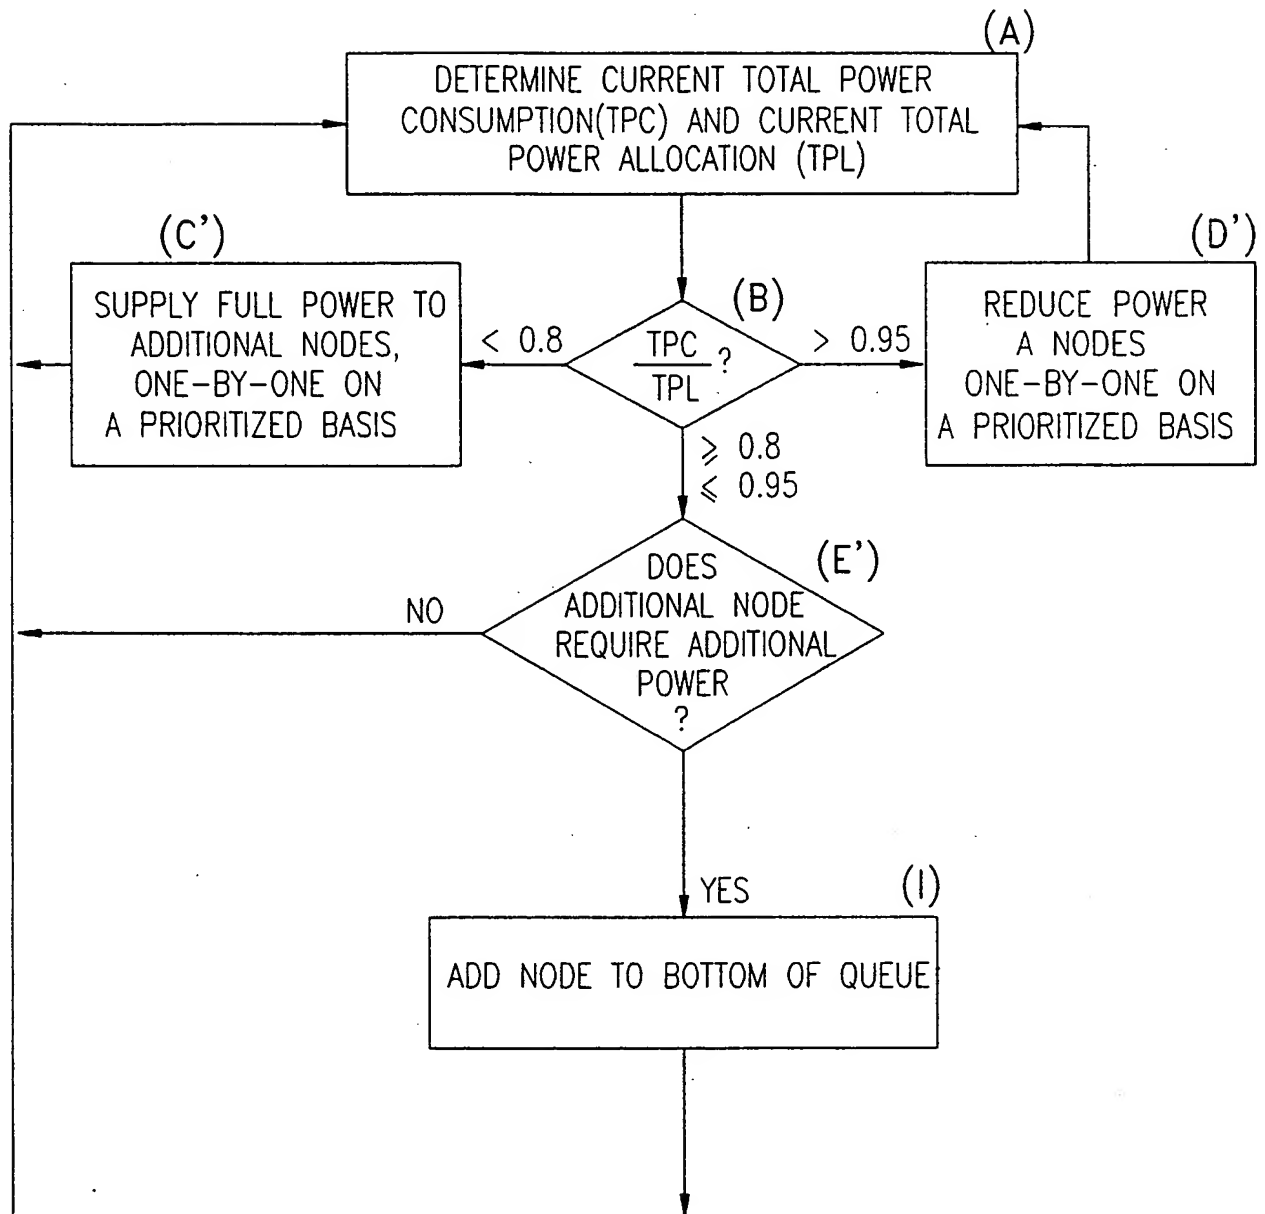 (A)
DETERMINE CURRENT TOTAL POWER
CONSUMPTION(TPC) AND CURRENT TOTAL
POWER ALLOCATION (TPL)
(C')
SUPPLY FULL POWER TO
ADDITIONAL NODES,
ONE-BY-ONE ON
A PRIORITIZED BASIS
< 0.8
(B)
TPC
TPL
?
> 0.95
(D')
REDUCE POWER
A NODES
ONE-BY-ONE ON
A PRIORITIZED BASIS
⩾ 0.8
⩽ 0.95
(E')
DOES
ADDITIONAL NODE
REQUIRE ADDITIONAL
POWER
?
NO
YES
(I)
ADD NODE TO BOTTOM OF QUEUE